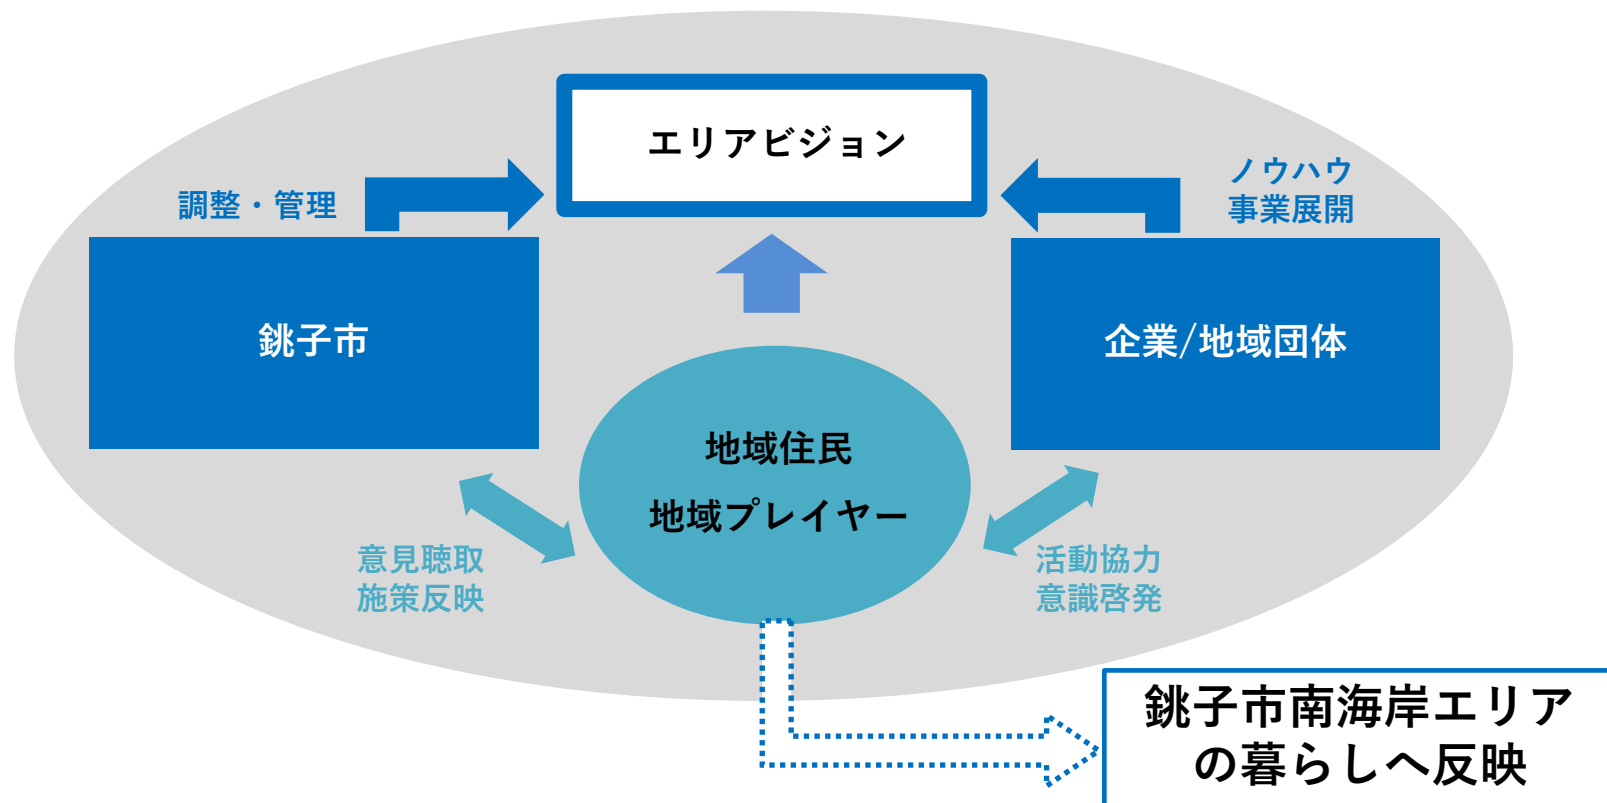 エリアビジョン
調整・管理
ノウハウ
事業展開
銚子市
企業/地域団体
地域住民
地域プレイヤー
意見聴取
施策反映
活動協力
意識啓発
銚子市南海岸エリア
の暮らしへ反映